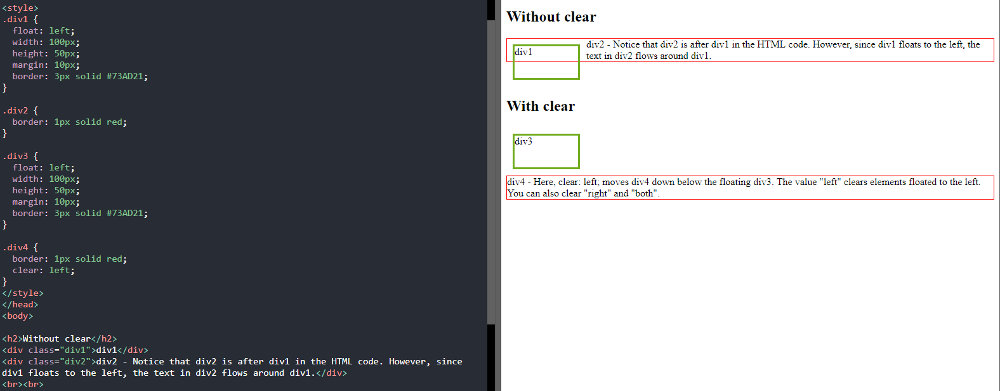 <style>
.div1 {
  float: left;
  width: 100px;
  height: 50px;
  margin: 10px;
  border: 3px solid #73AD21;
}

.div2 {
  border: 1px solid red;
}

.div3 {
  float: left;
  width: 100px;
  height: 50px;
  margin: 10px;
  border: 3px solid #73AD21;
}

.div4 {
  border: 1px solid red;
  clear: left;
}
</style>
</head>
<body>

<h2>Without clear</h2>
<div class="div1">div1</div>
<div class="div2">div2 - Notice that div2 is after div1 in the HTML code. However, since
div1 floats to the left, the text in div2 flows around div1.</div>
<br><br>
Without clear
div1
div2 - Notice that div2 is after div1 in the HTML code. However, since div1 floats to the left, the
text in div2 flows around div1.
With clear
div3
div4 - Here, clear: left; moves div4 down below the floating div3. The value "left" clears elements floated to the left.
You can also clear "right" and "both".